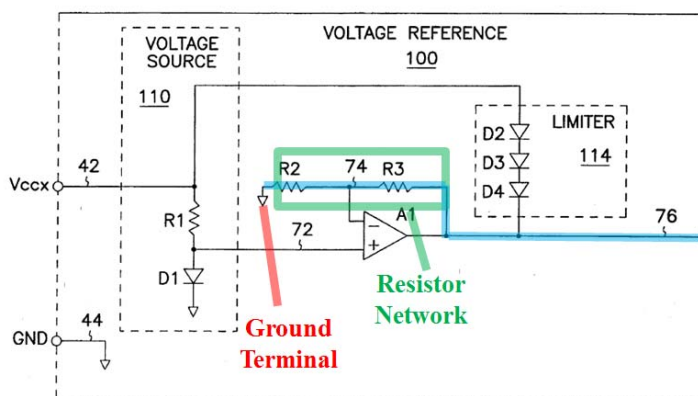 VOLTAGE REFERENCE
100
VOLTAGE
SOURCE
110
LIMITER
114
D2
D3
D4
42
Vccx
R2
74
R3
R1
A1
72
76
D1
−
+
Resistor
Network
Ground
Terminal
GND
44